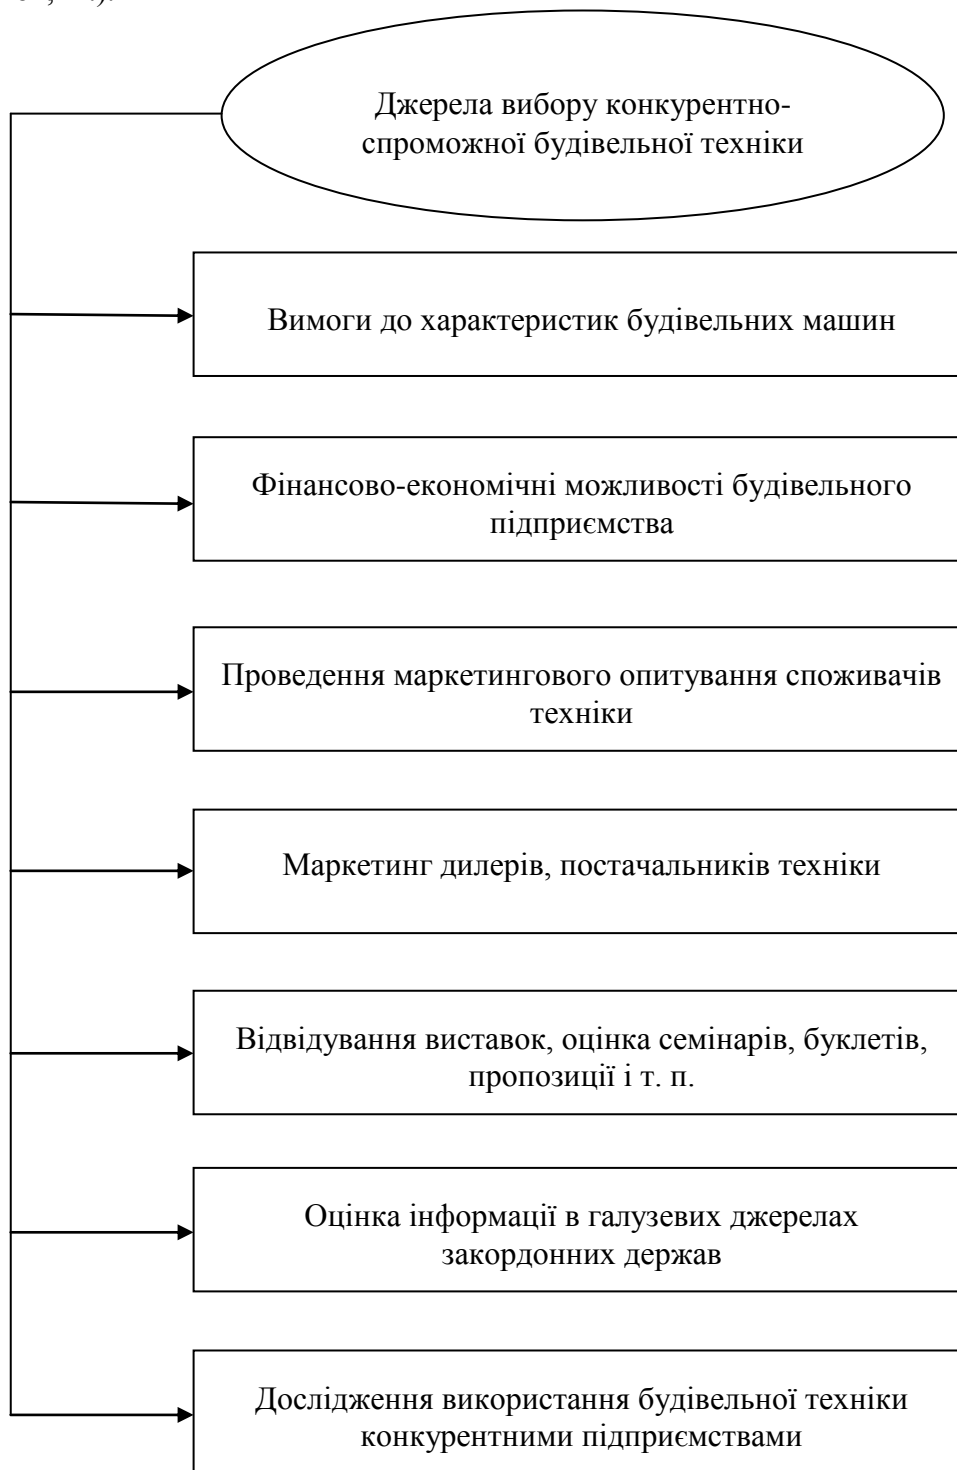 Джерела вибору конкурентно-
спроможної будівельної техніки
Вимоги до характеристик будівельних машин
Фінансово-економічні можливості будівельного
підприємства
Проведення маркетингового опитування споживачів
техніки
Маркетинг дилерів, постачальників техніки
Відвідування виставок, оцінка семінарів, буклетів,
пропозиції і т. п.
Оцінка інформації в галузевих джерелах
закордонних держав
Дослідження використання будівельної техніки
конкурентними підприємствами